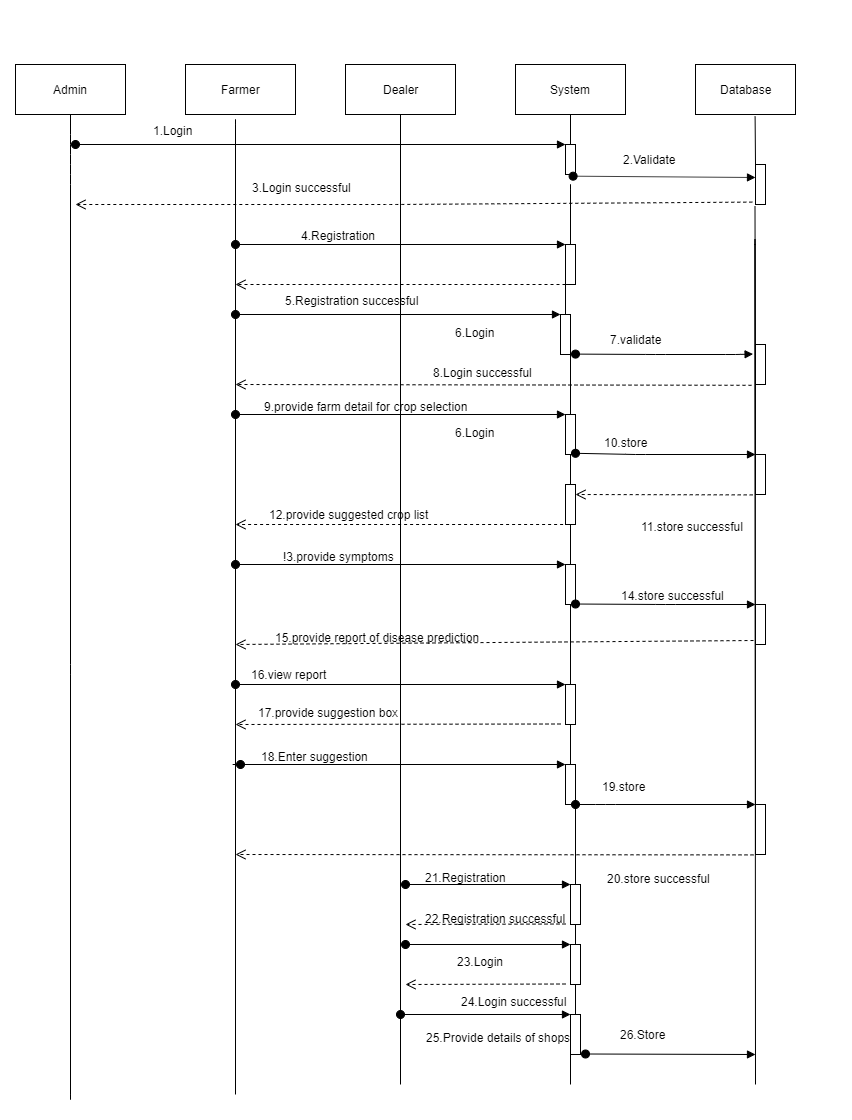 Admin
Farmer
Dealer
System
Database
1.Login
2.Validate
3.Login successful
4.Registration
5.Registration successful
6.Login
7.validate
8.Login successful
9.provide farm detail for crop selection
6.Login
10.store
12.provide suggested crop list
11.store successful
!3.provide symptoms
14.store successful
15.provide report of disease prediction
16.view report
17.provide suggestion box
18.Enter suggestion
19.store
21.Registration
20.store successful
22.Registration successful
23.Login
24.Login successful
25.Provide details of shops
26.Store